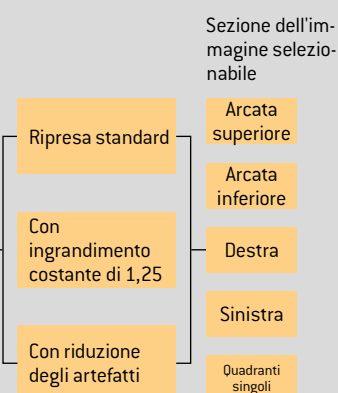 Sezione dell'im-
magine selezio-
nabile
Ripresa standard
Con
ingrandimento
costante di 1,25
Con riduzione
degli artefatti
Arcata
superiore
Arcata
inferiore
Destra
Sinistra
Quadranti
singoli